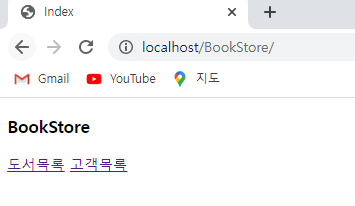 Index
localhost/BookStore/
Gmail YouTube 지도
BookStore
도서목록 고객목록